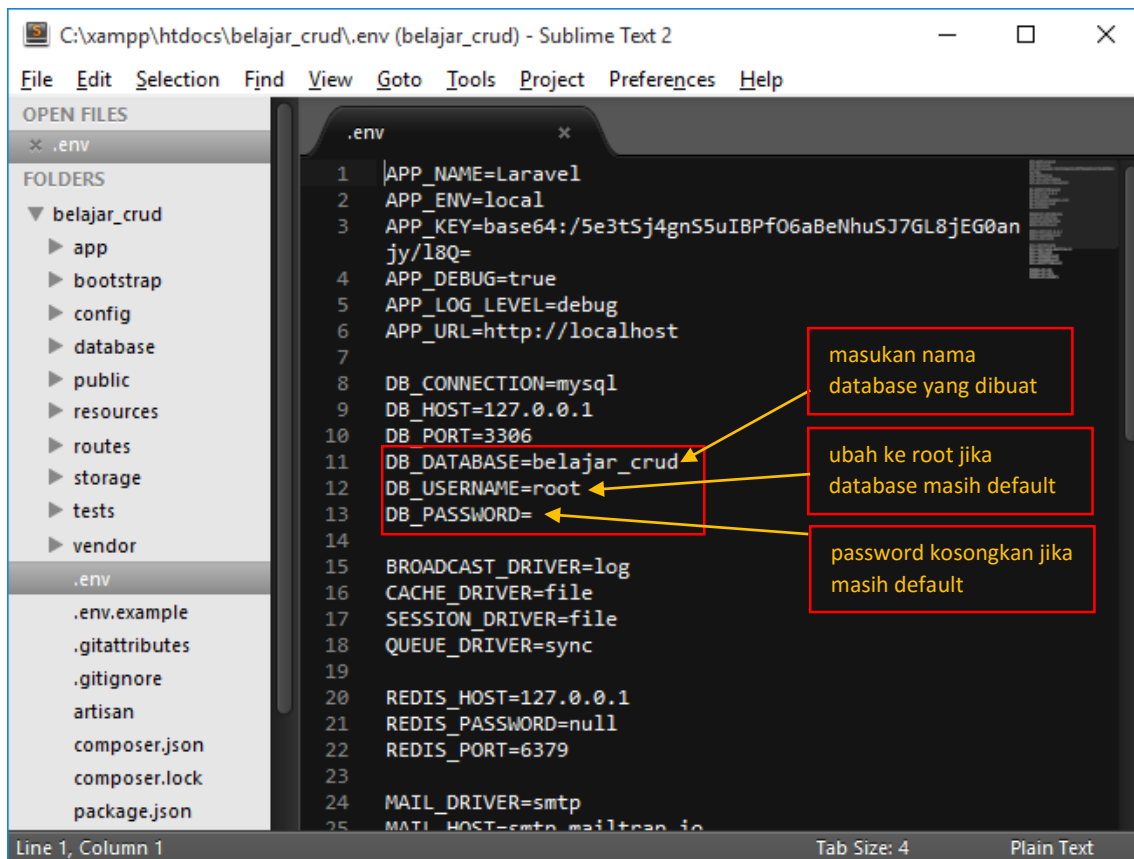 C:\xampp\htdocs\belajar_crud\.env (belajar_crud) - Sublime Text 2
File Edit Selection Find View Goto Tools Project Preferences Help
OPEN FILES
.env
FOLDERS
belajar_crud
app
bootstrap
config
database
public
resources
routes
storage
tests
vendor
.env
.env.example
.gitattributes
.gitignore
artisan
composer.json
composer.lock
package.json
.env
1 APP_NAME=Laravel
2 APP_ENV=local
3 APP_KEY=base64:/5e3tSj4gnS5uIBPfO6aBeNhuSJ7GL8jEG0an
jy/l8Q=
4 APP_DEBUG=true
5 APP_LOG_LEVEL=debug
6 APP_URL=http://localhost
7
8 DB_CONNECTION=mysql
9 DB_HOST=127.0.0.1
10 DB_PORT=3306
11 DB_DATABASE=belajar_crud
12 DB_USERNAME=root
13 DB_PASSWORD=
14
15 BROADCAST_DRIVER=log
16 CACHE_DRIVER=file
17 SESSION_DRIVER=file
18 QUEUE_DRIVER=sync
19
20 REDIS_HOST=127.0.0.1
21 REDIS_PASSWORD=null
22 REDIS_PORT=6379
23
24 MAIL_DRIVER=smtp
25 MAIL_HOST=smtp.mailtrap.io
masukan nama
database yang dibuat
ubah ke root jika
database masih default
password kosongkan jika
masih default
Line 1, Column 1
Tab Size: 4
Plain Text